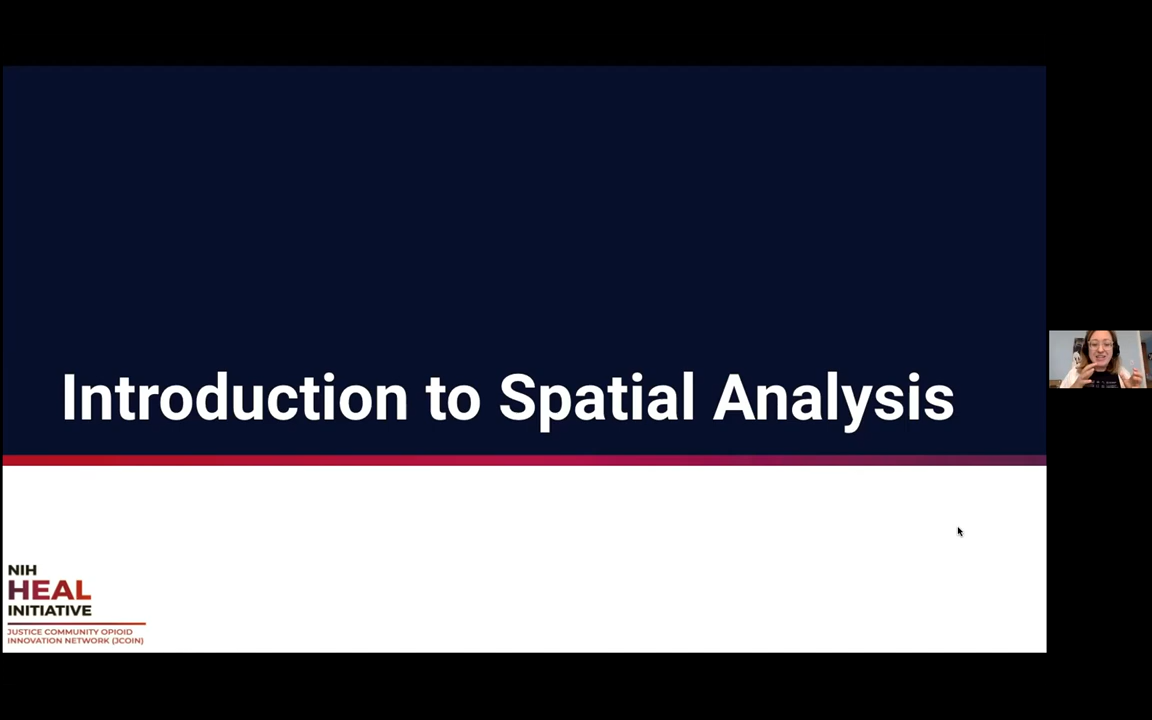 Introduction to Spatial Analysis
NIH
HEAL
INITIATIVE
JUSTICE COMMUNITY OPIOID
INNOVATION NETWORK (JCOIN)